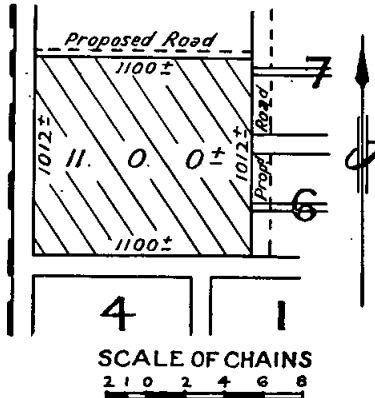 Proposed Road
1100±
7
1012±
11. 0. 0±
1012±
Prop Road
6
1100±
4
1
SCALE OF CHAINS
2 1 0 2 4 6 8